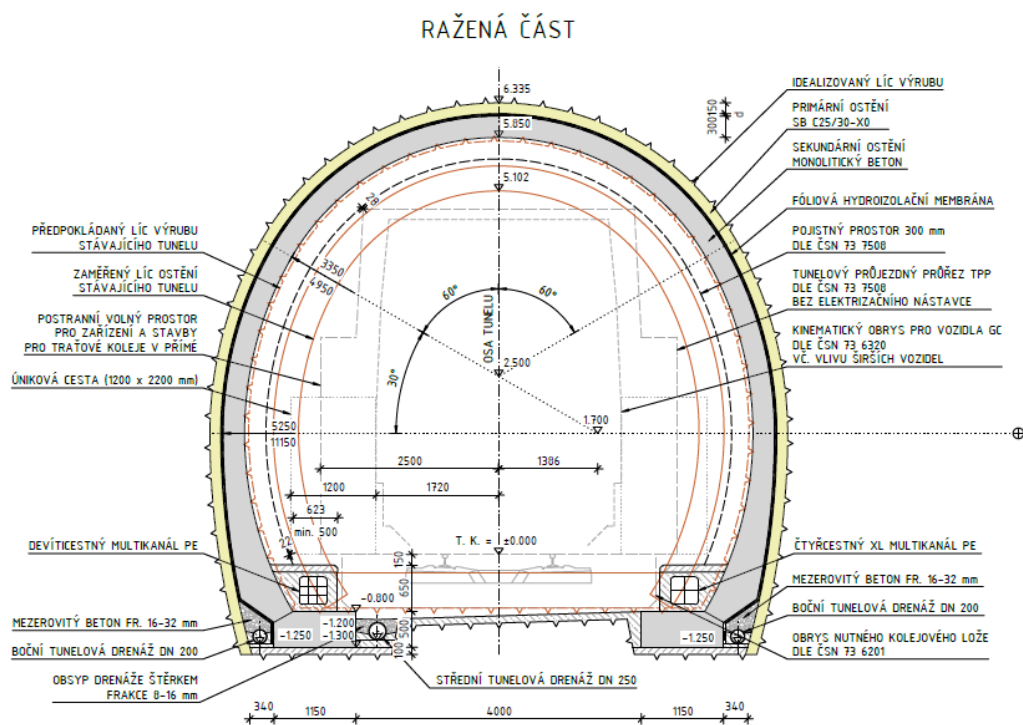 RAŽENÁ ČÁST
6.335
5.850
5.102
300
150
d
IDEALIZOVANÝ LÍC VÝRUBU
PRIMÁRNÍ OSTĚNÍ
SB C25/30-X0
SEKUNDÁRNÍ OSTĚNÍ
MONOLITICKÝ BETON
FÓLIOVÁ HYDROIZOLAČNÍ MEMBRÁNA
POJISTNÝ PROSTOR 300 mm
DLE ČSN 73 7508
TUNELOVÝ PRŮJEZDNÝ PRŮŘEZ TPP
DLE ČSN 73 7508
BEZ ELEKTRIZAČNÍHO NÁSTAVCE
KINEMATICKÝ OBRYS PRO VOZIDLA GC
DLE ČSN 73 6320
VČ. VLIVU ŠIRŠÍCH VOZIDEL
PŘEDPOKLÁDANÝ LÍC VÝRUBU
STÁVAJÍCÍHO TUNELU
ZAMĚŘENÝ LÍC OSTĚNÍ
STÁVAJÍCÍHO TUNELU
POSTRANNÍ VOLNÝ PROSTOR
PRO ZAŘÍZENÍ A STAVBY
PRO TRAŤOVÉ KOLEJE V PŘÍMÉ
ÚNIKOVÁ CESTA (1200 x 2200 mm)
28
3350
4950
60°
60°
30°
OSA TUNELU
2.500
1.700
5250
11150
2500
1386
1200
1720
623
min. 500
22
T. K. = ±0.000
150
650
500
100
-0.800
-1.200
-1.300
-1.250
-1.250
DEVÍTICESTNÝ MULTIKANÁL PE
MEZEROVITÝ BETON FR. 16-32 mm
BOČNÍ TUNELOVÁ DRENÁŽ DN 200
OBSYP DRENÁŽE ŠTĚRKEM
FRAKCE 8-16 mm
STŘEDNÍ TUNELOVÁ DRENÁŽ DN 250
ČTYŘCESTNÝ XL MULTIKANÁL PE
MEZEROVITÝ BETON FR. 16-32 mm
BOČNÍ TUNELOVÁ DRENÁŽ DN 200
OBRYS NUTNÉHO KOLEJOVÉHO LOŽE
DLE ČSN 73 6201
340
1150
4000
1150
340